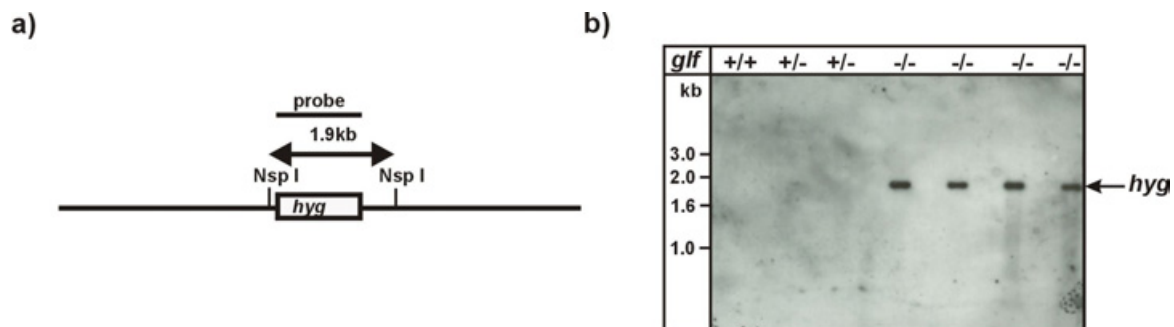 a)
probe
1.9kb
Nsp I Nsp I
hyg
b)
glf +/+ +/- +/- -/- -/- -/- -/-
kb
3.0
2.0
hyg
1.6
1.0